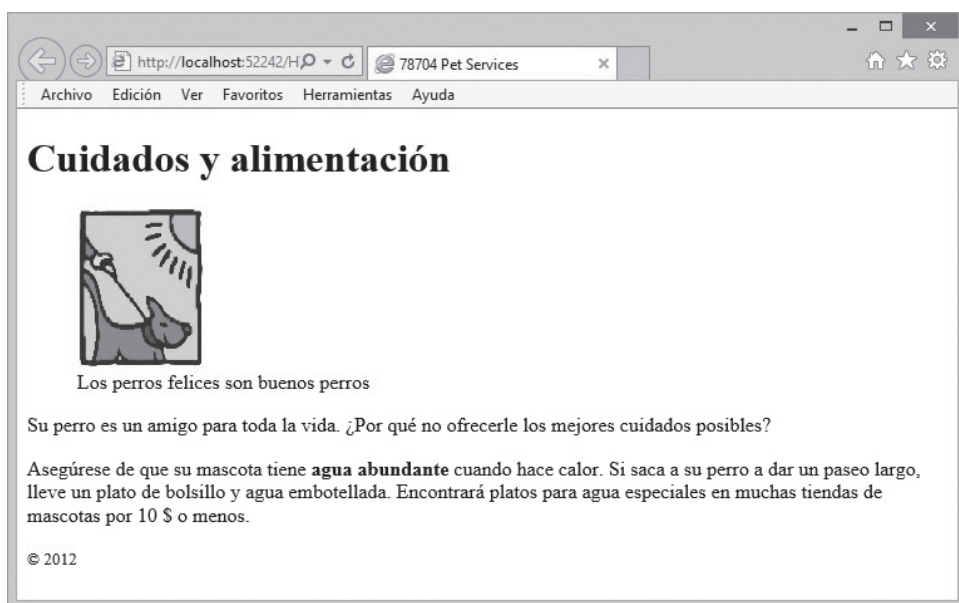 http://localhost:52242/H
78704 Pet Services
Archivo Edición Ver Favoritos Herramientas Ayuda
Cuidados y alimentación
Los perros felices son buenos perros
Su perro es un amigo para toda la vida. ¿Por qué no ofrecerle los mejores cuidados posibles?
Asegúrese de que su mascota tiene agua abundante cuando hace calor. Si saca a su perro a dar un paseo largo,
lleve un plato de bolsillo y agua embotellada. Encontrará platos para agua especiales en muchas tiendas de
mascotas por 10 $ o menos.
© 2012